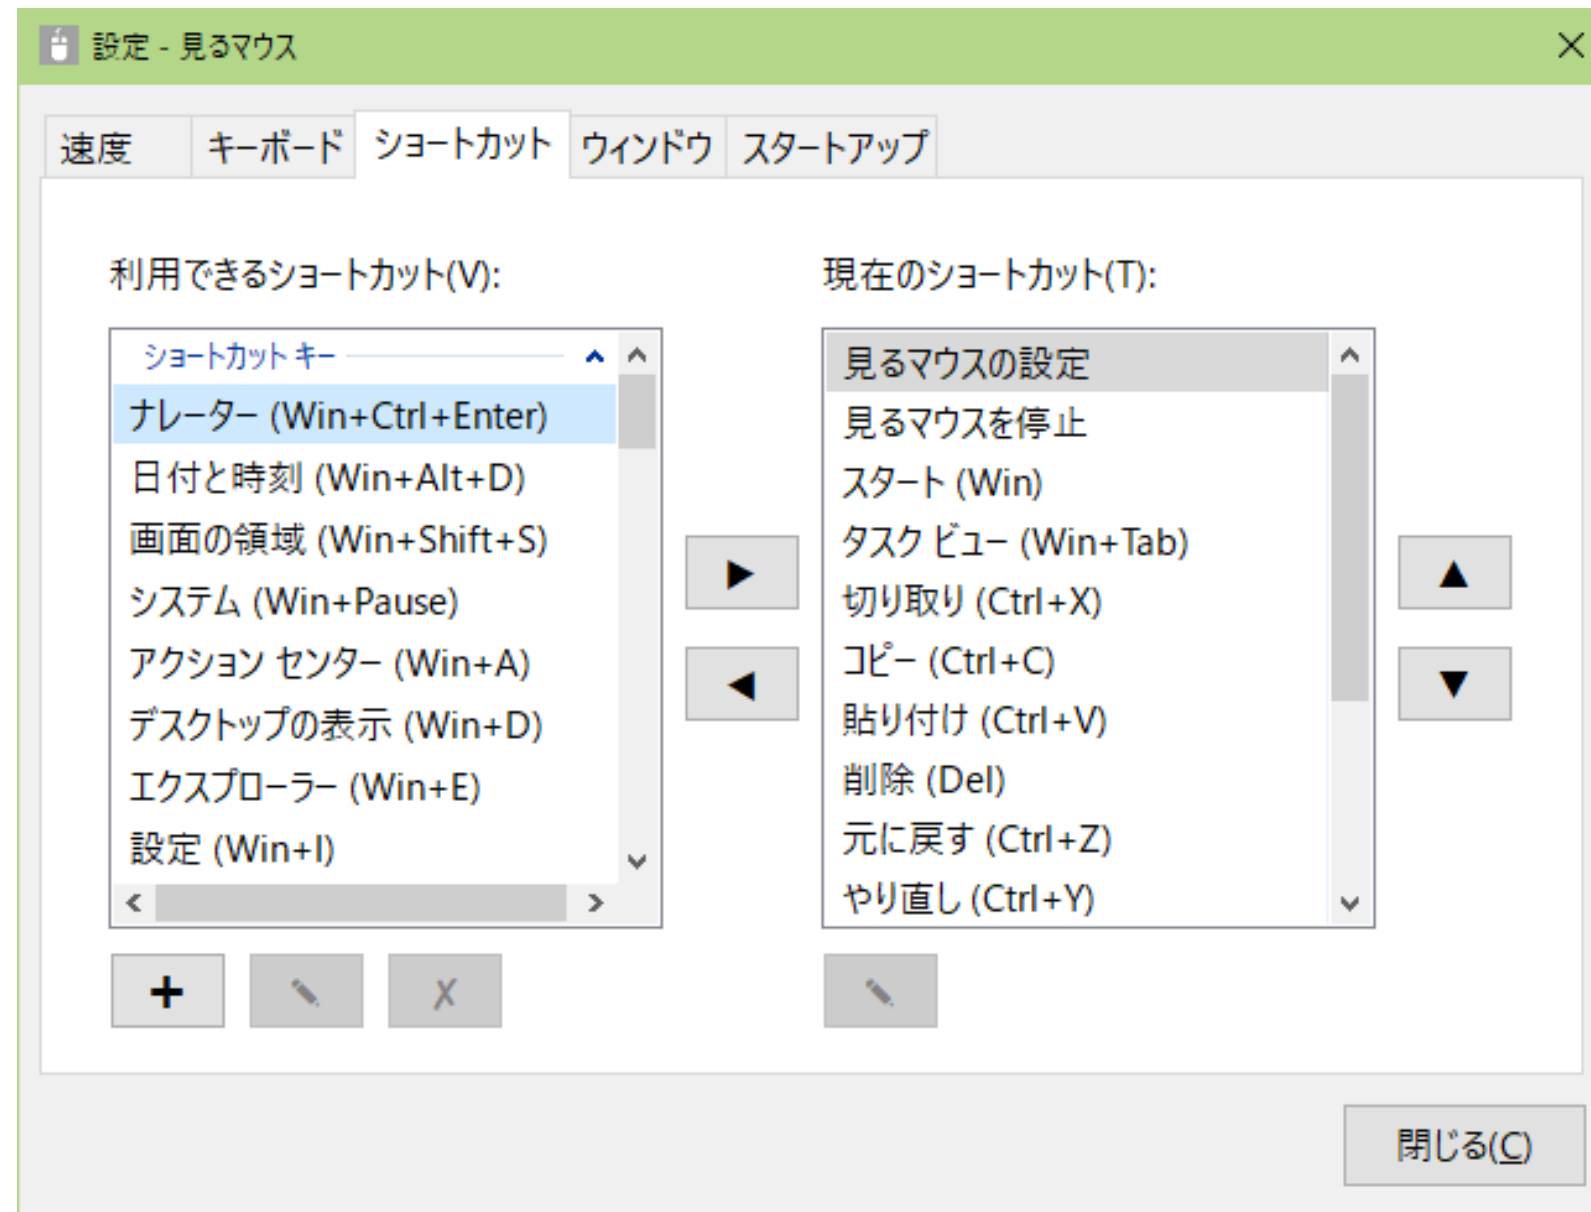 設定 - 見るマウス
速度 キーボード ショートカット ウィンドウ スタートアップ
利用できるショートカット(V):
ショートカット キー
ナレーター (Win+Ctrl+Enter)
日付と時刻 (Win+Alt+D)
画面の領域 (Win+Shift+S)
システム (Win+Pause)
アクション センター (Win+A)
デスクトップの表示 (Win+D)
エクスプローラー (Win+E)
設定 (Win+I)
現在のショートカット(T):
見るマウスの設定
見るマウスを停止
スタート (Win)
タスク ビュー (Win+Tab)
切り取り (Ctrl+X)
コピー (Ctrl+C)
貼り付け (Ctrl+V)
削除 (Del)
元に戻す (Ctrl+Z)
やり直し (Ctrl+Y)
閉じる(C)